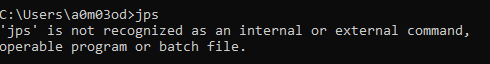 C:\Users\a0m03od>jps
'jps' is not recognized as an internal or external command,
operable program or batch file.